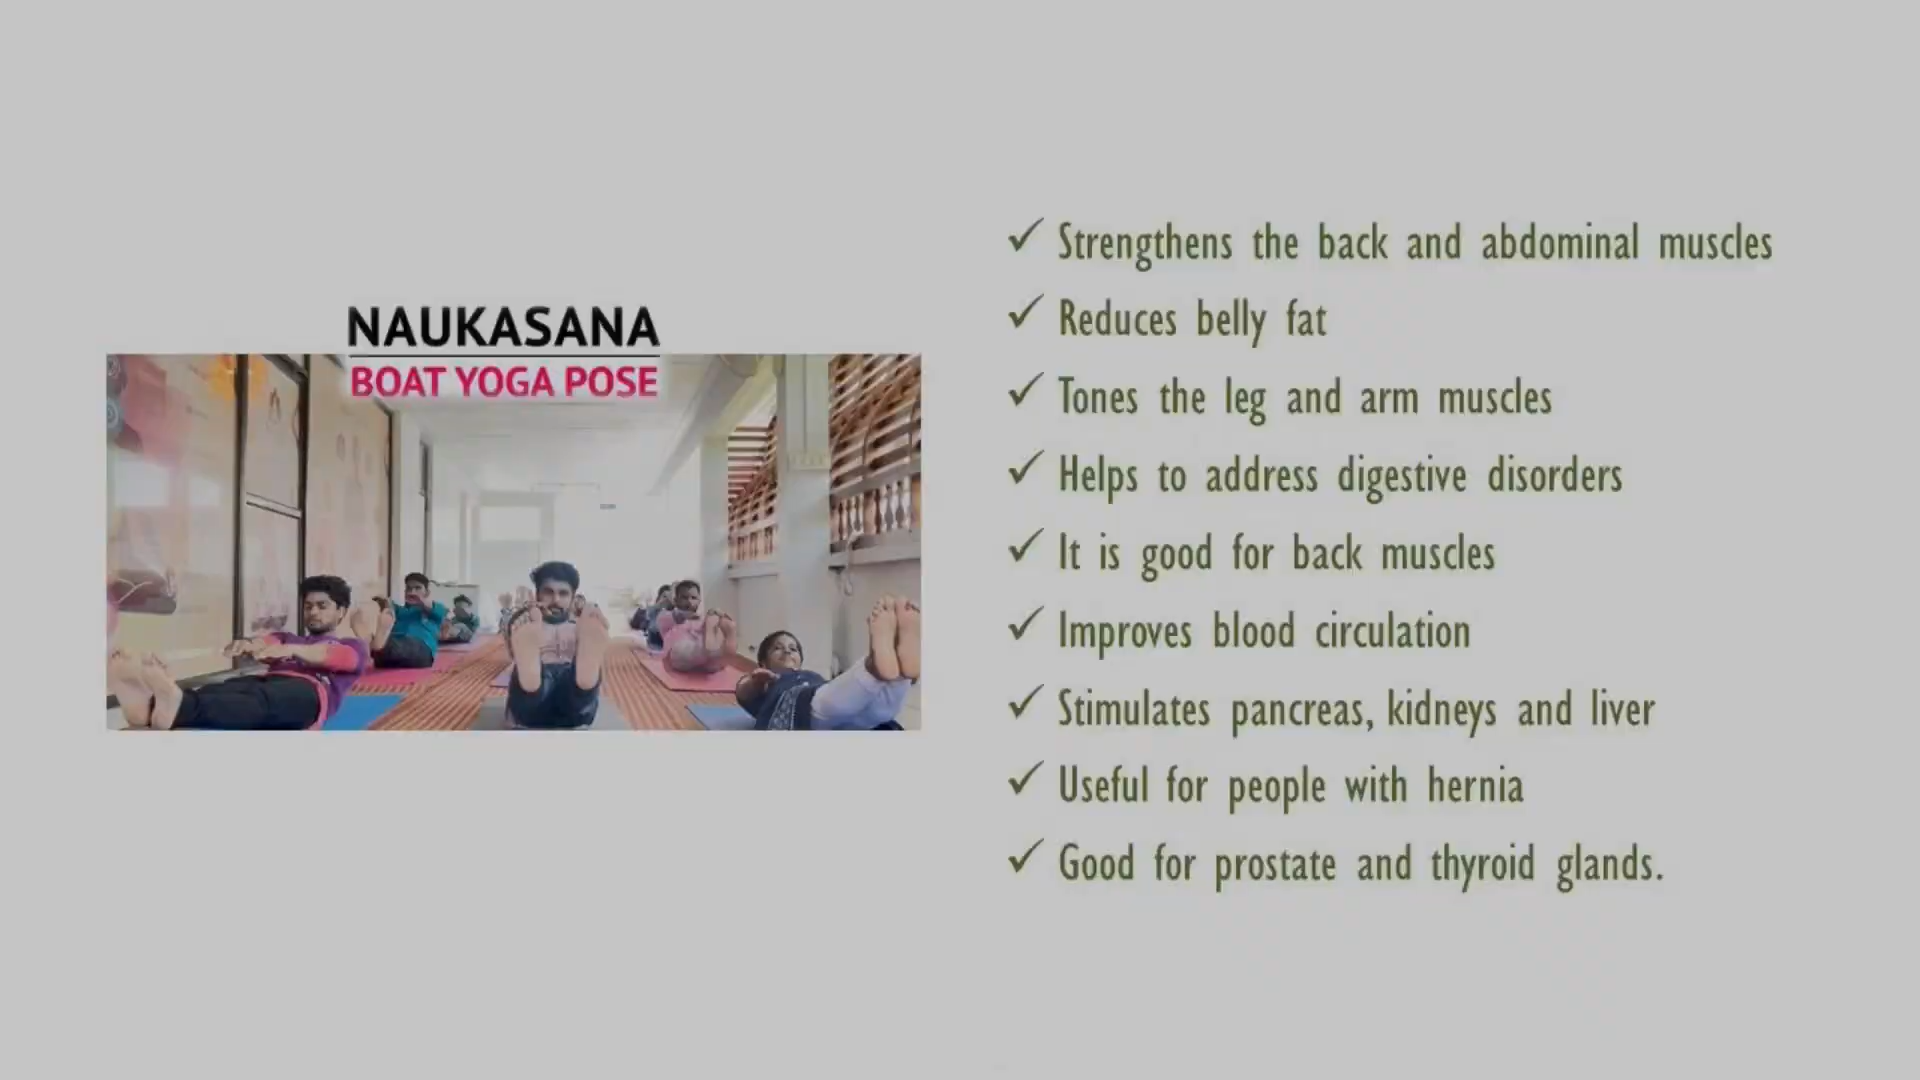 NAUKASANA
BOAT YOGA POSE
Strengthens the back and abdominal muscles
Reduces belly fat
Tones the leg and arm muscles
Helps to address digestive disorders
It is good for back muscles
Improves blood circulation
Stimulates pancreas, kidneys and liver
Useful for people with hernia
Good for prostate and thyroid glands.